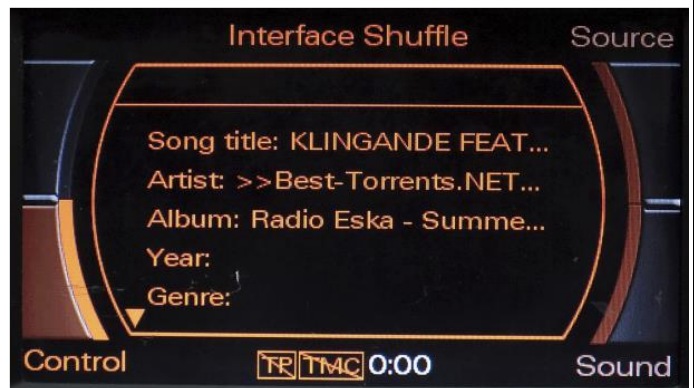 Interface Shuffle
Source
Song title: KLINGANDE FEAT...
Artist: >>Best-Torrents.NET...
Album: Radio Eska - Summe...
Year:
Genre:
Control
TP TMC 0:00
Sound